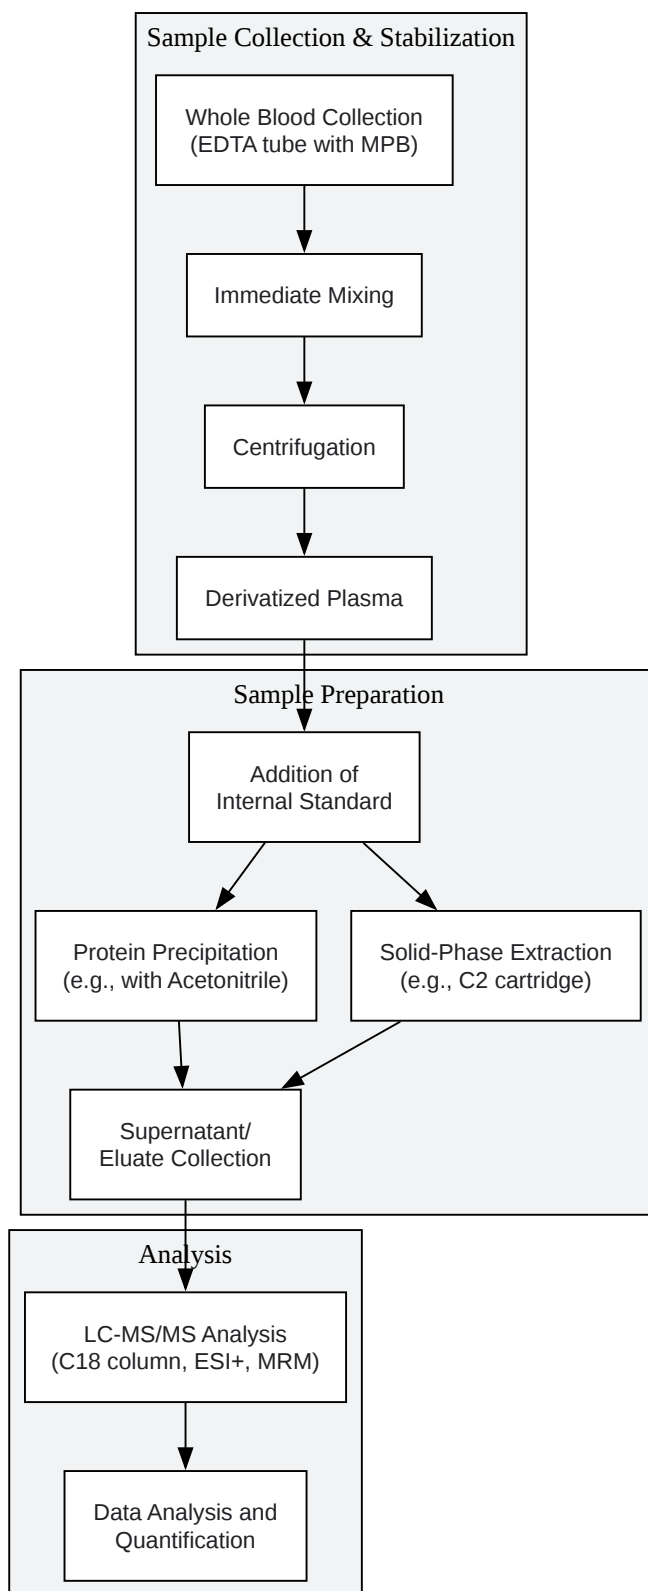 Sample Collection & Stabilization
Whole Blood Collection
(EDTA tube with MPB)
Immediate Mixing
Centrifugation
Derivatized Plasma
Sample Preparation
Addition of
Internal Standard
Protein Precipitation
(e.g., with Acetonitrile)
Solid-Phase Extraction
(e.g., C2 cartridge)
Supernatant/
Eluate Collection
Analysis
LC-MS/MS Analysis
(C18 column, ESI+, MRM)
Data Analysis and
Quantification